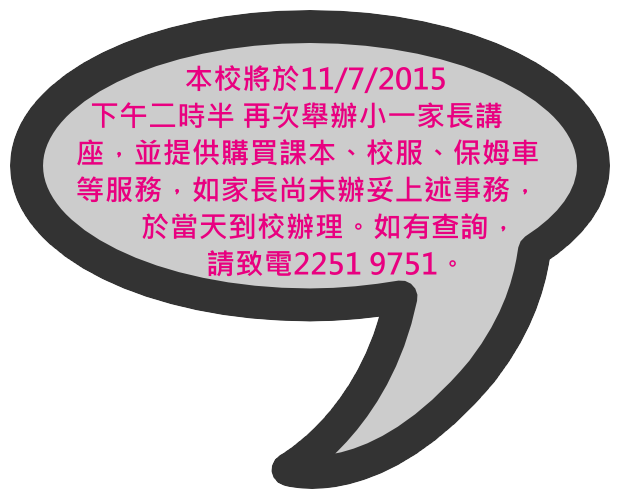 本校將於11/7/2015
下午二時半 再次舉辦小一家長講
座，並提供購買課本、校服、保姆車
等服務，如家長尚未辦妥上述事務，
於當天到校辦理。如有查詢，
請致電2251 9751。